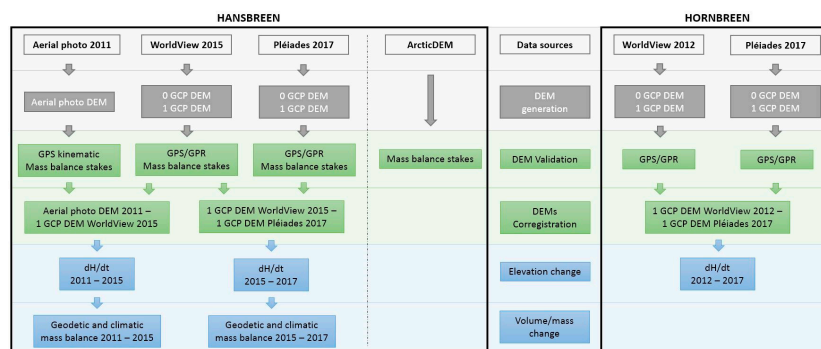 HANSBREEN
HORNBREEN
Aerial photo 2011
WorldView 2015
Pléiades 2017
ArcticDEM
Data sources
WorldView 2012
Pléiades 2017
Aerial photo DEM
0 GCP DEM
1 GCP DEM
0 GCP DEM
1 GCP DEM
DEM
generation
0 GCP DEM
1 GCP DEM
0 GCP DEM
1 GCP DEM
GPS kinematic
Mass balance stakes
GPS/GPR
Mass balance stakes
GPS/GPR
Mass balance stakes
Mass balance stakes
DEM Validation
GPS/GPR
GPS/GPR
Aerial photo DEM 2011 –
1 GCP DEM WorldView 2015
1 GCP DEM WorldView 2015 –
1 GCP DEM Pléiades 2017
DEMs
Corregistration
1 GCP DEM WorldView 2012 –
1 GCP DEM Pléiades 2017
dH/dt
2011 – 2015
dH/dt
2015 – 2017
Elevation change
dH/dt
2012 – 2017
Geodetic and climatic
mass balance 2011 – 2015
Geodetic and climatic
mass balance 2015 – 2017
Volume/mass
change